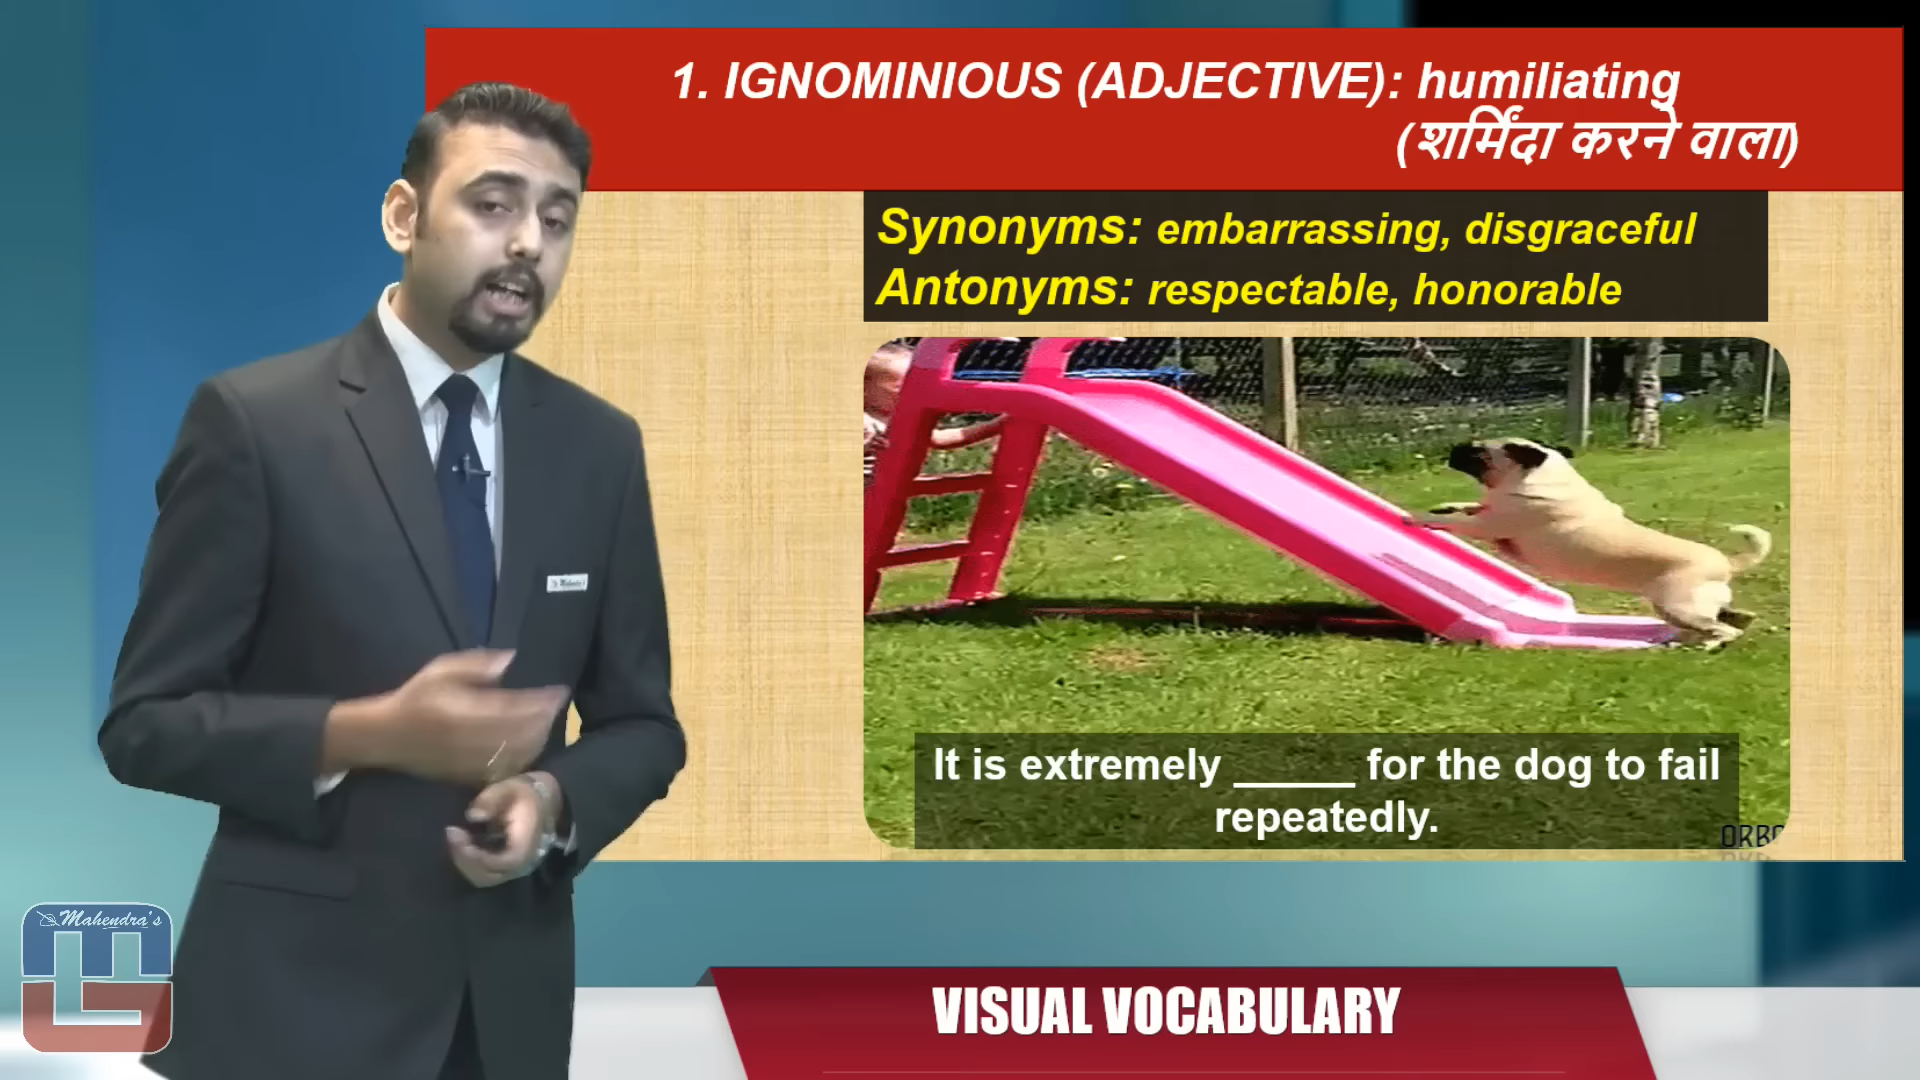 1. IGNOMINIOUS (ADJECTIVE): humiliating
(शर्मिंदा करने वाला)
Synonyms: embarrassing, disgraceful
Antonyms: respectable, honorable
It is extremely _____ for the dog to fail
repeatedly.
Mahendra's
Mahendra's
VISUAL VOCABULARY